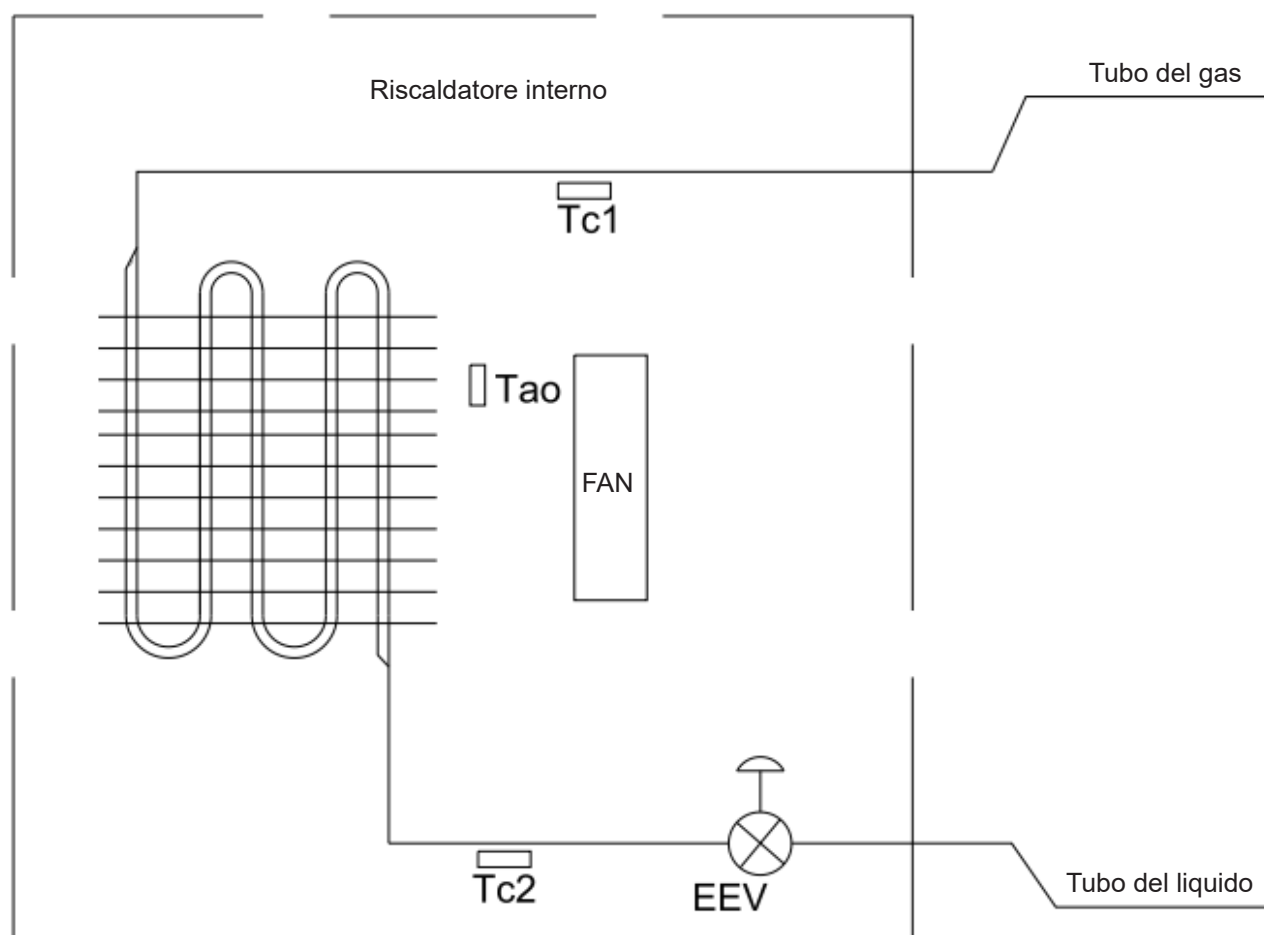 Tubo del gas
Riscaldatore interno
Tc1
Tao
FAN
Tc2
EEV
Tubo del liquido